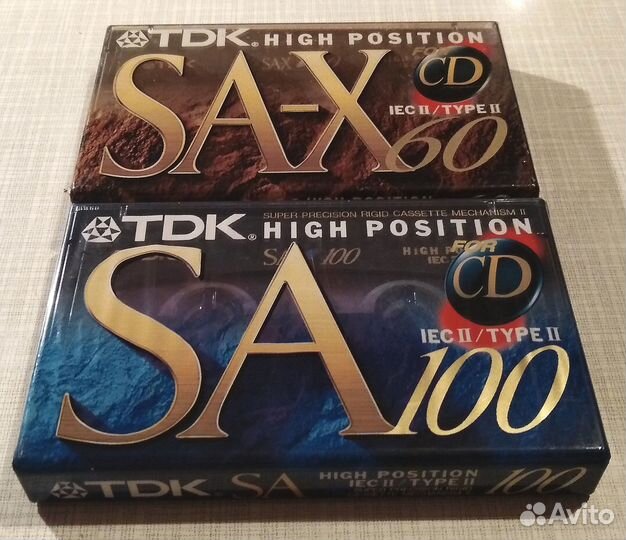 TDK® HIGH POSITION
FOR
CD
SA-X
IEC II / TYPE II
60
SUPER PRECISION RIGID CASSETTE MECHANISM II
TDK® HIGH POSITION
FOR
CD
SA 100
SA
IEC II / TYPE II
100
TDK SA HIGH POSITION
IEC II / TYPE II
100
Avito